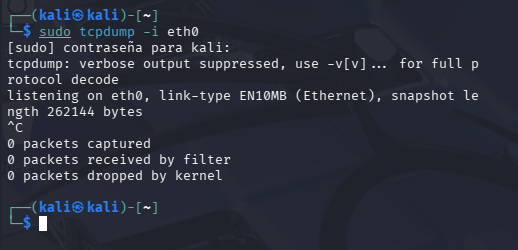 ┌──(kali㉿kali)-[~]
└─$ sudo tcpdump -i eth0
[sudo] contraseña para kali:
tcpdump: verbose output suppressed, use -v[v]... for full p
rotocol decode
listening on eth0, link-type EN10MB (Ethernet), snapshot le
ngth 262144 bytes
^C
0 packets captured
0 packets received by filter
0 packets dropped by kernel
┌──(kali㉿kali)-[~]
└─$